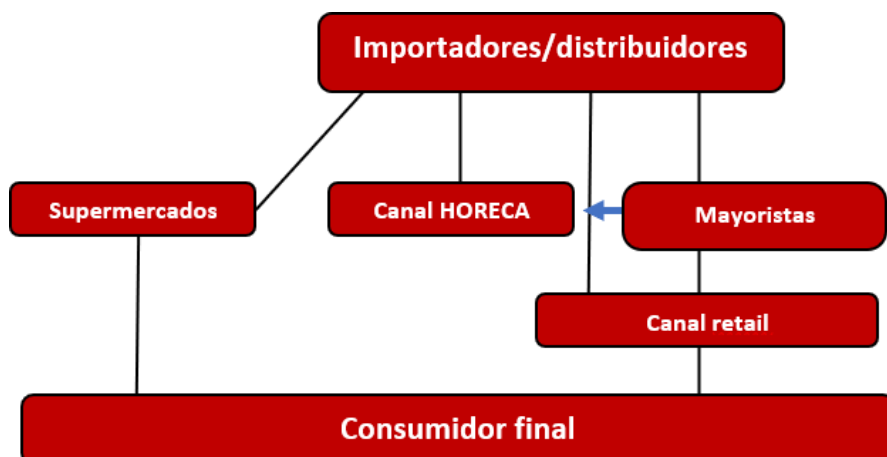 Importadores/distribuidores
Supermercados
Canal HORECA
Mayoristas
Canal retail
Consumidor final